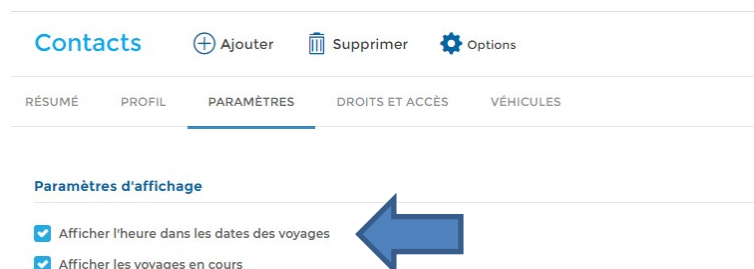 Contacts Ajouter Supprimer Options
RÉSUMÉ PROFIL PARAMÈTRES DROITS ET ACCÈS VÉHICULES
Paramètres d'affichage
Afficher l'heure dans les dates des voyages
Afficher les voyages en cours